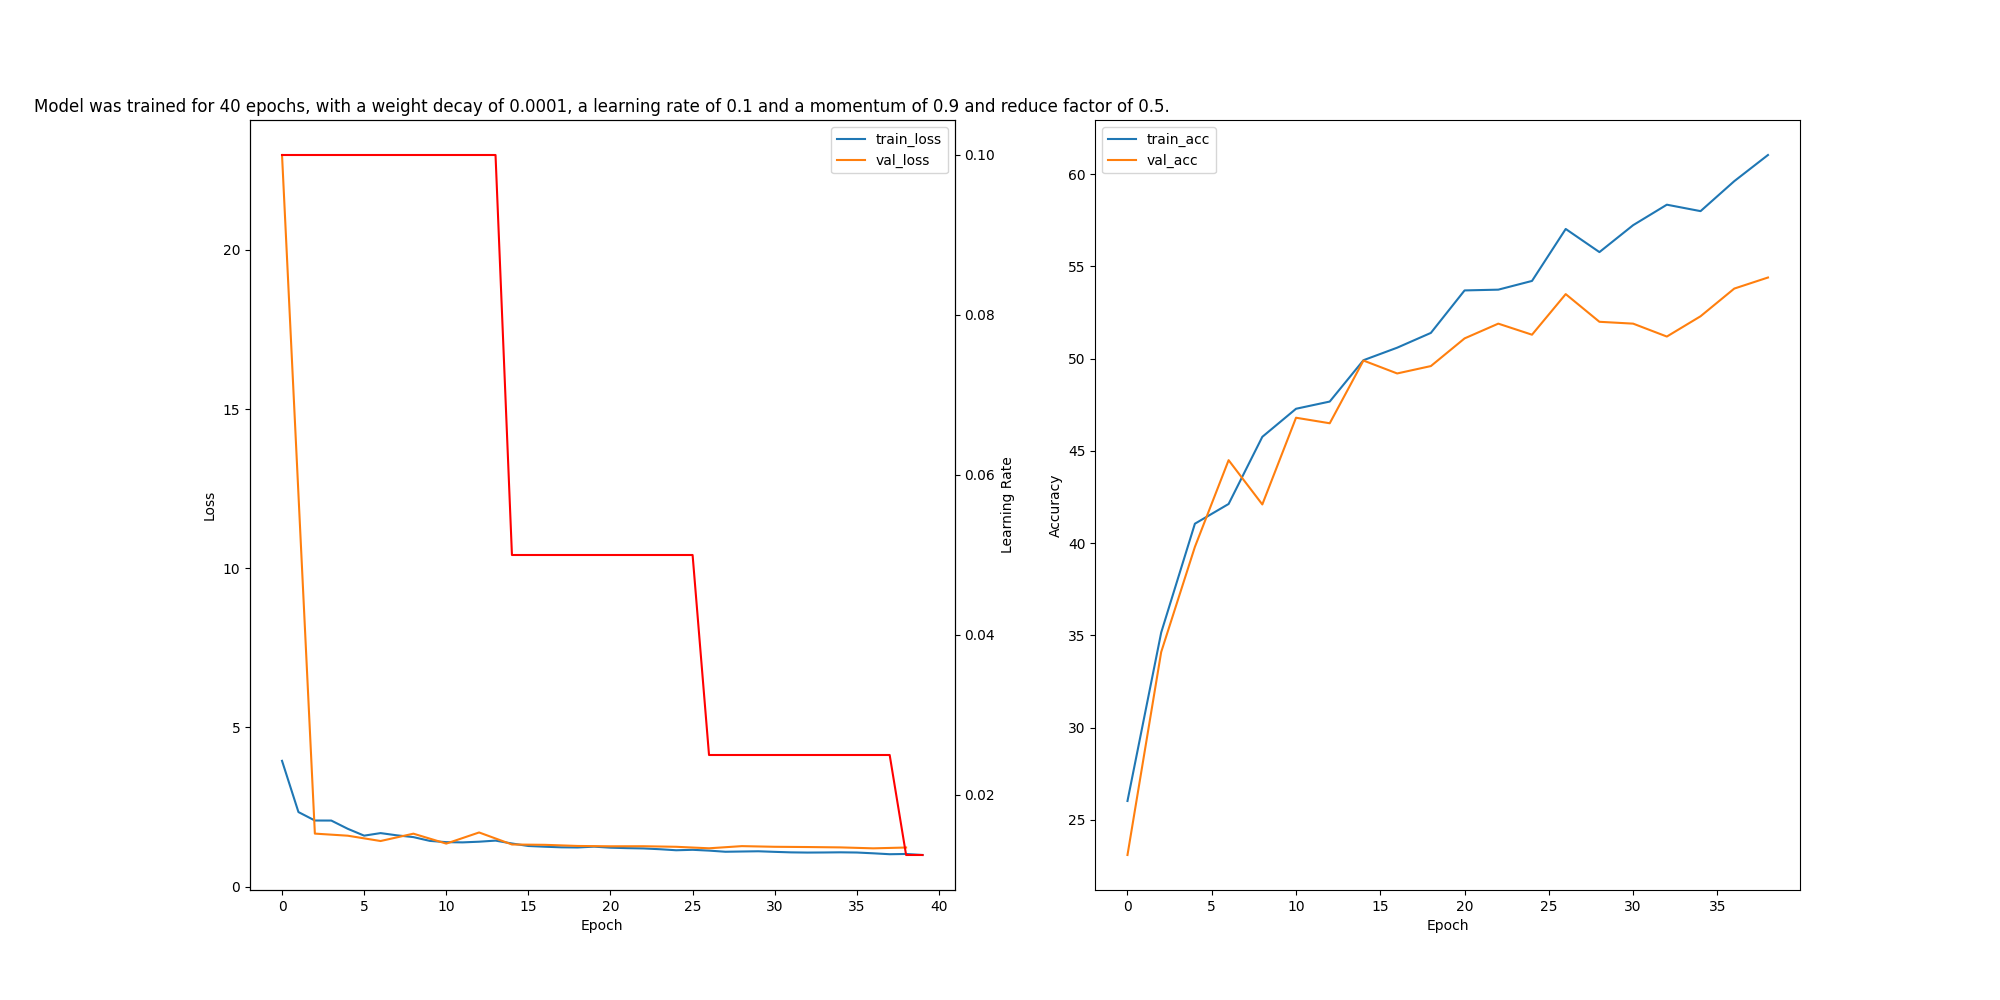 Model was trained for 40 epochs, with a weight decay of 0.0001, a learning rate of 0.1 and a momentum of 0.9 and reduce factor of 0.5.
train_loss
val_loss
0
5
10
15
20
Loss
0.02
0.04
0.06
0.08
0.10
Learning Rate
0 5 10 15 20 25 30 35 40
Epoch
train_acc
val_acc
25
30
35
40
45
50
55
60
Accuracy
0 5 10 15 20 25 30 35
Epoch